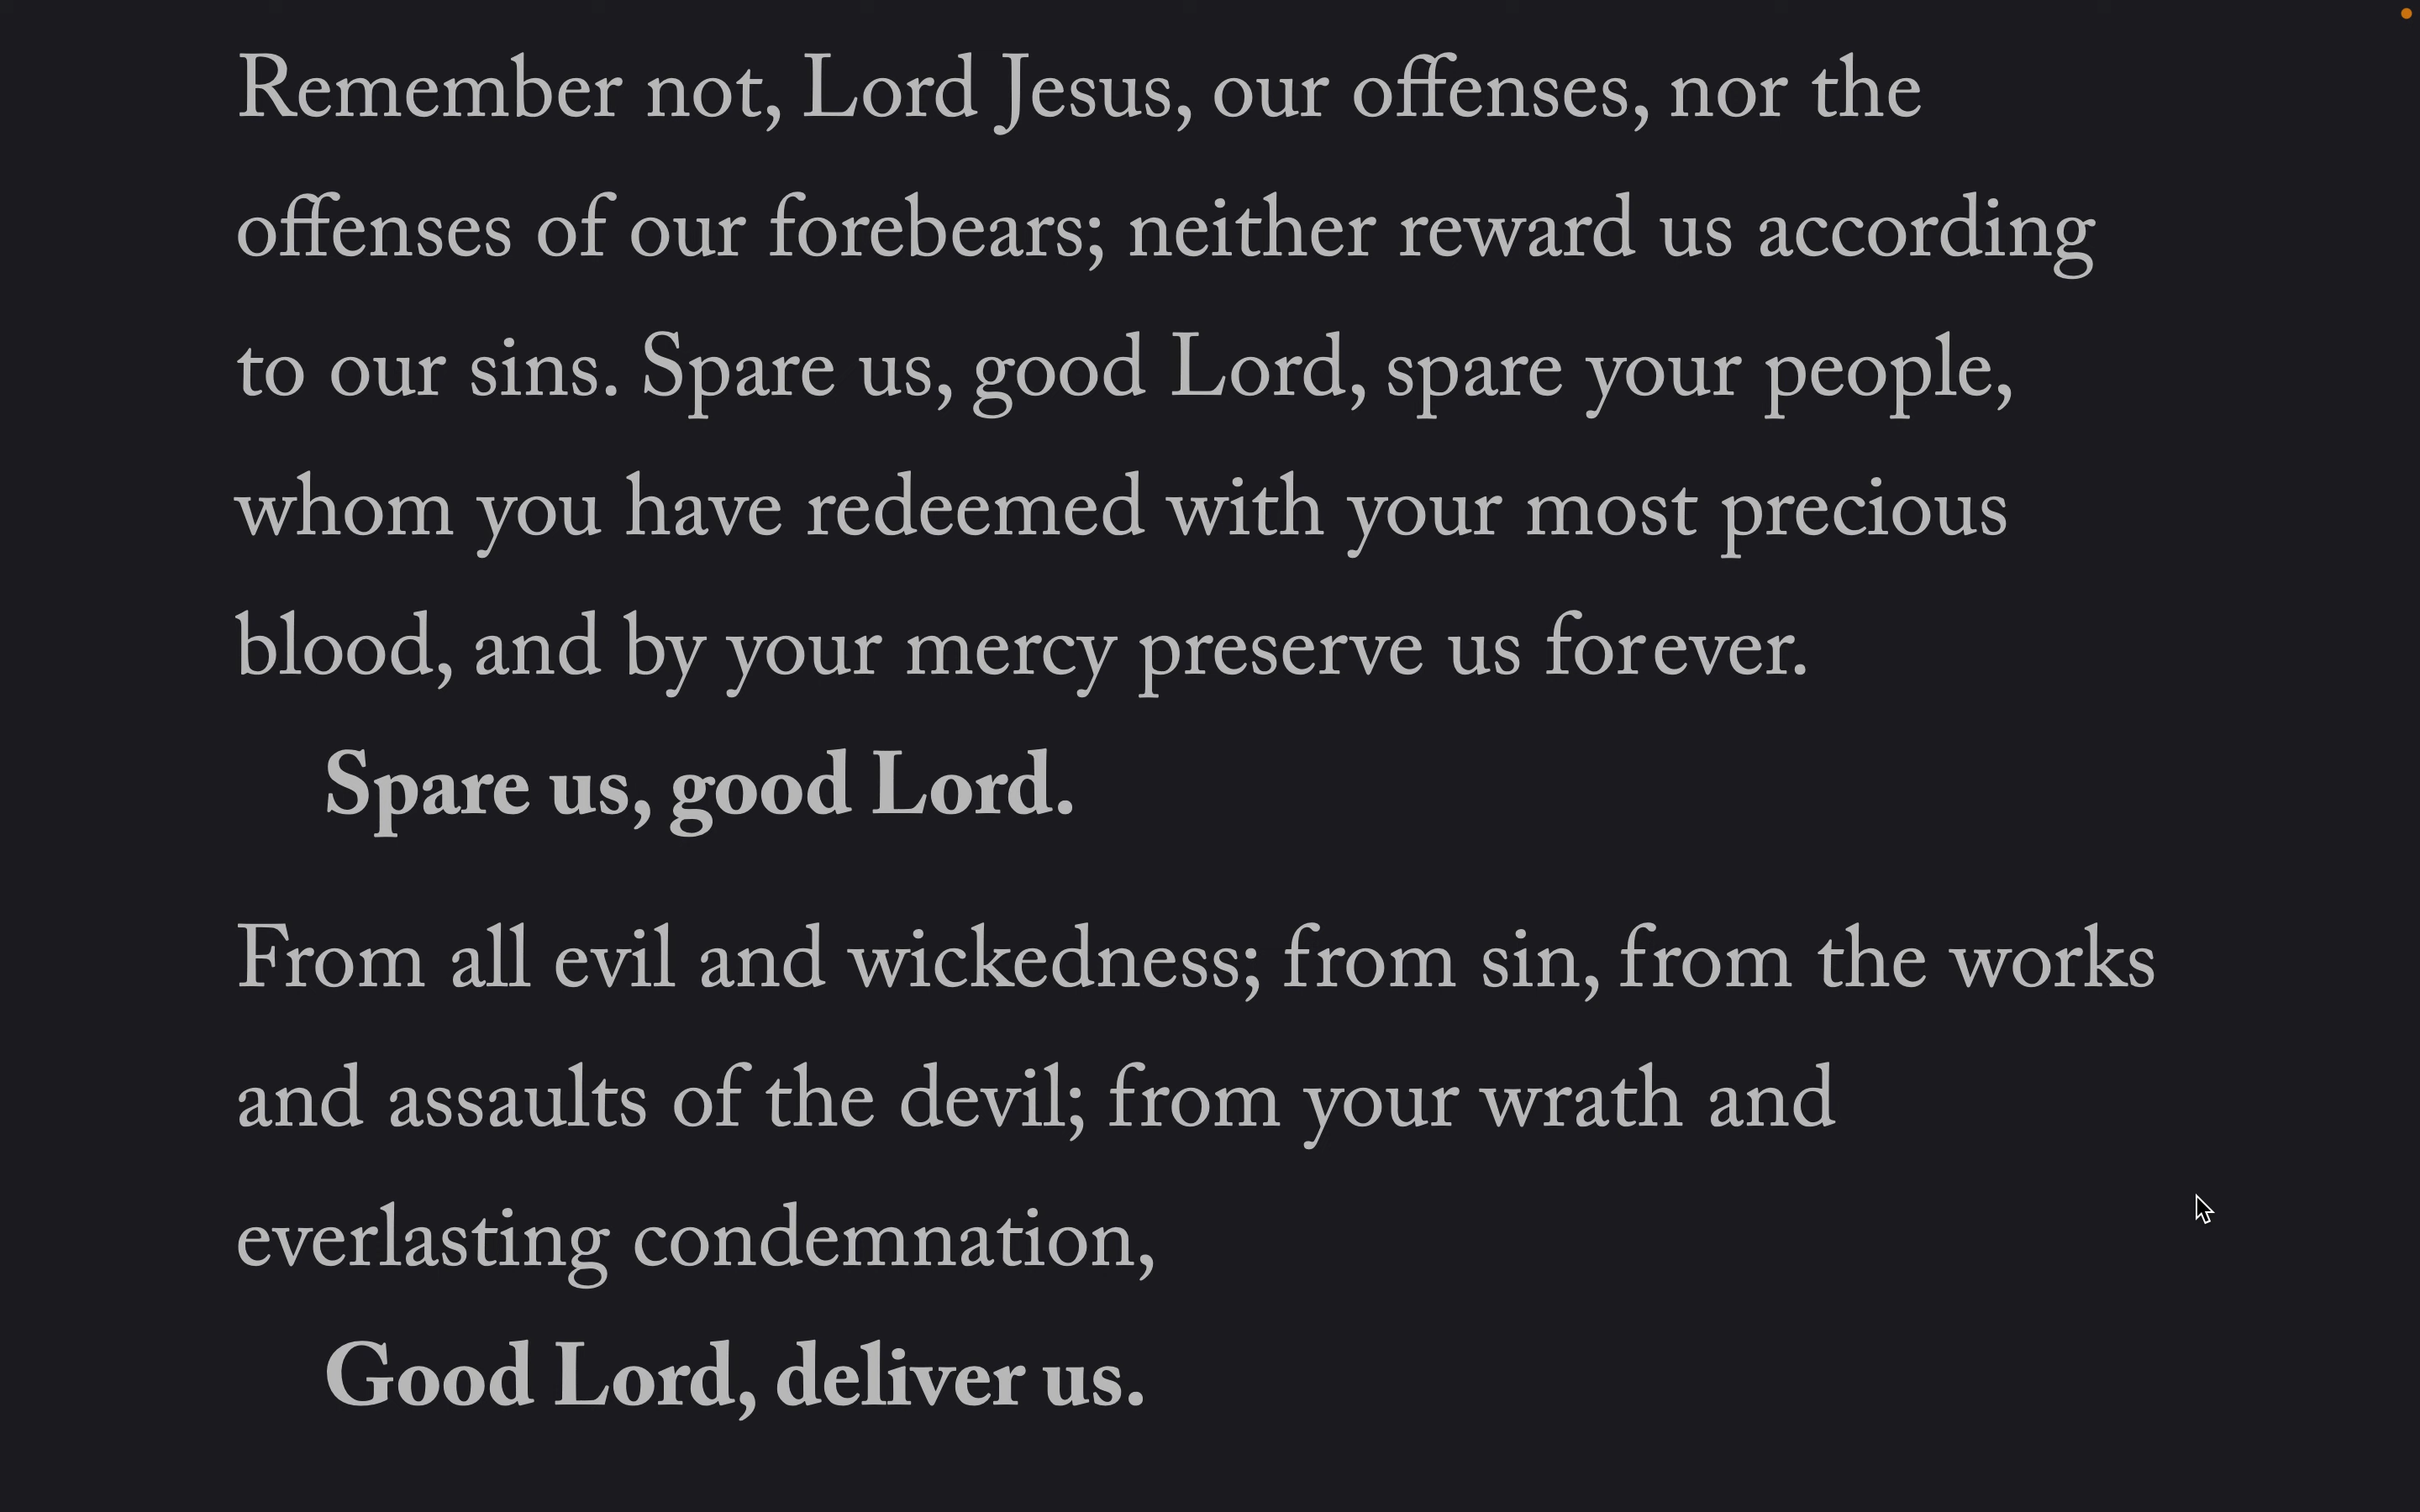 Remember not, Lord Jesus, our offenses, nor the
offenses of our forebears; neither reward us according
to our sins. Spare us, good Lord, spare your people,
whom you have redeemed with your most precious
blood, and by your mercy preserve us forever.
Spare us, good Lord.
From all evil and wickedness; from sin, from the works
and assaults of the devil; from your wrath and
everlasting condemnation,
Good Lord, deliver us.